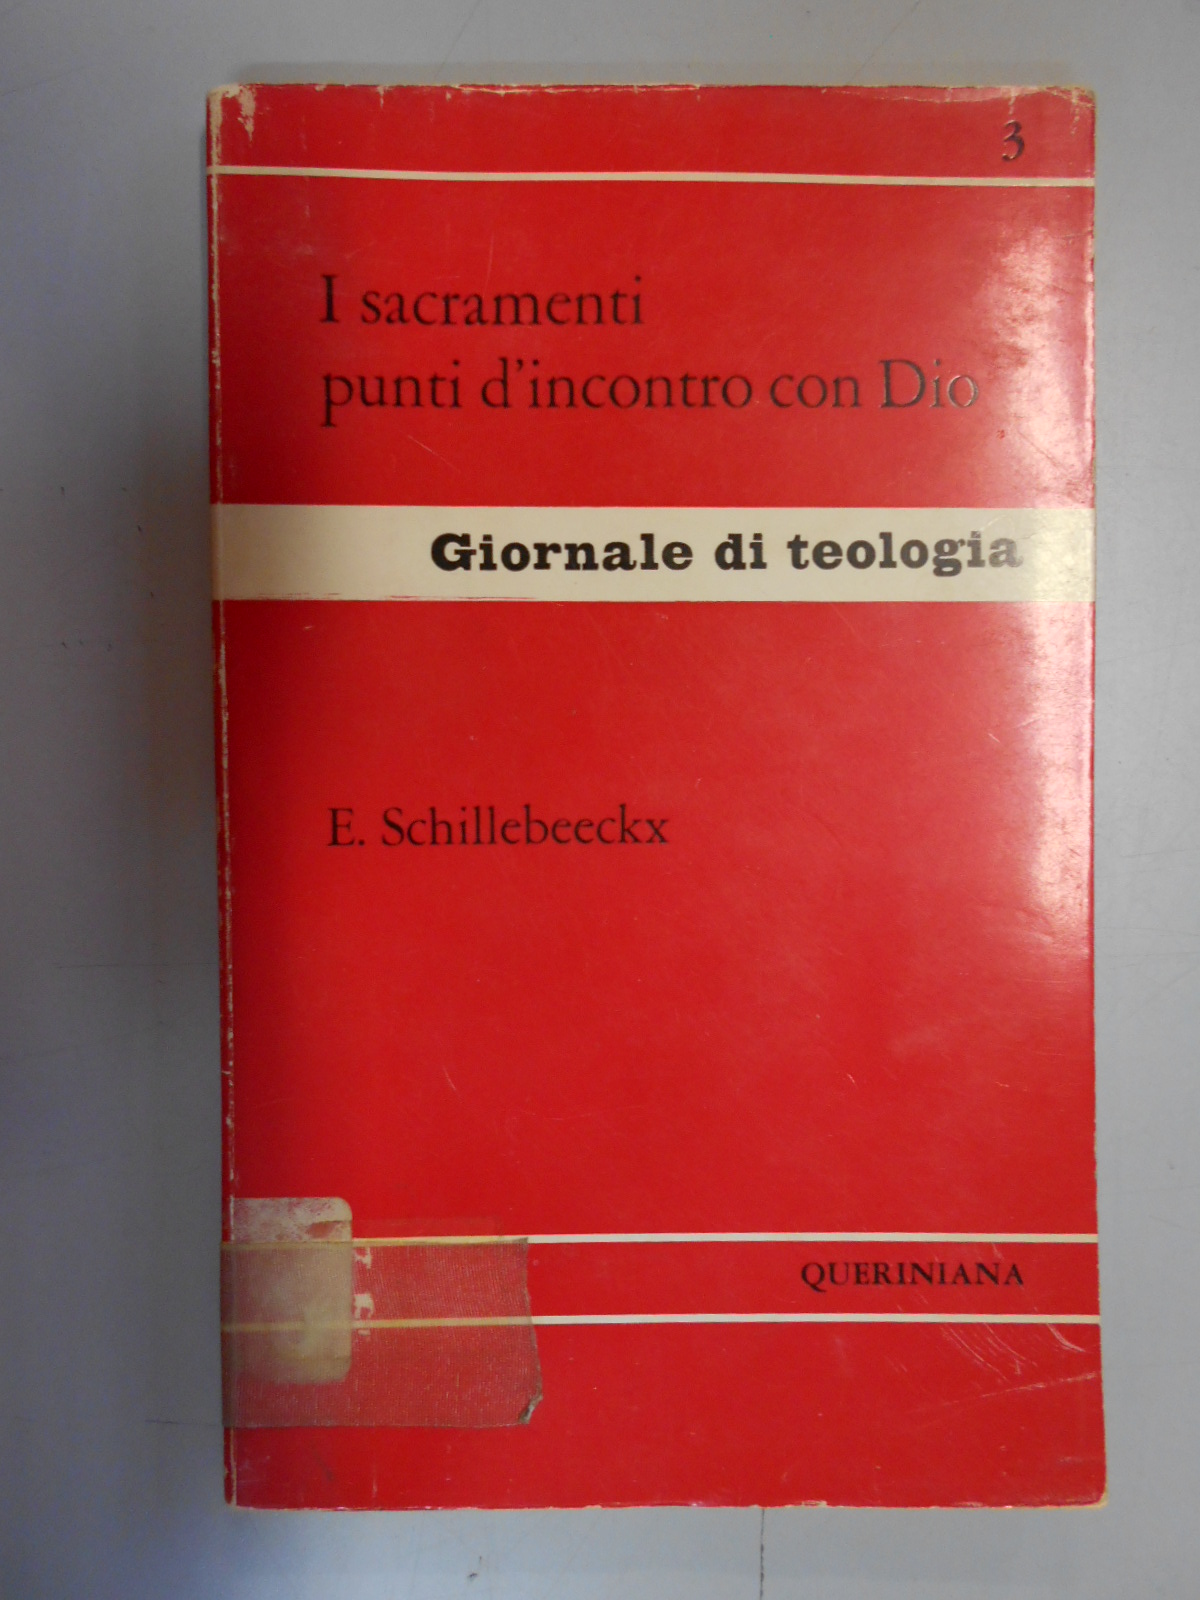 3
I sacramenti
punti d'incontro con Dio
Giornale di teologia
E. Schillebeeckx
QUERINIANA